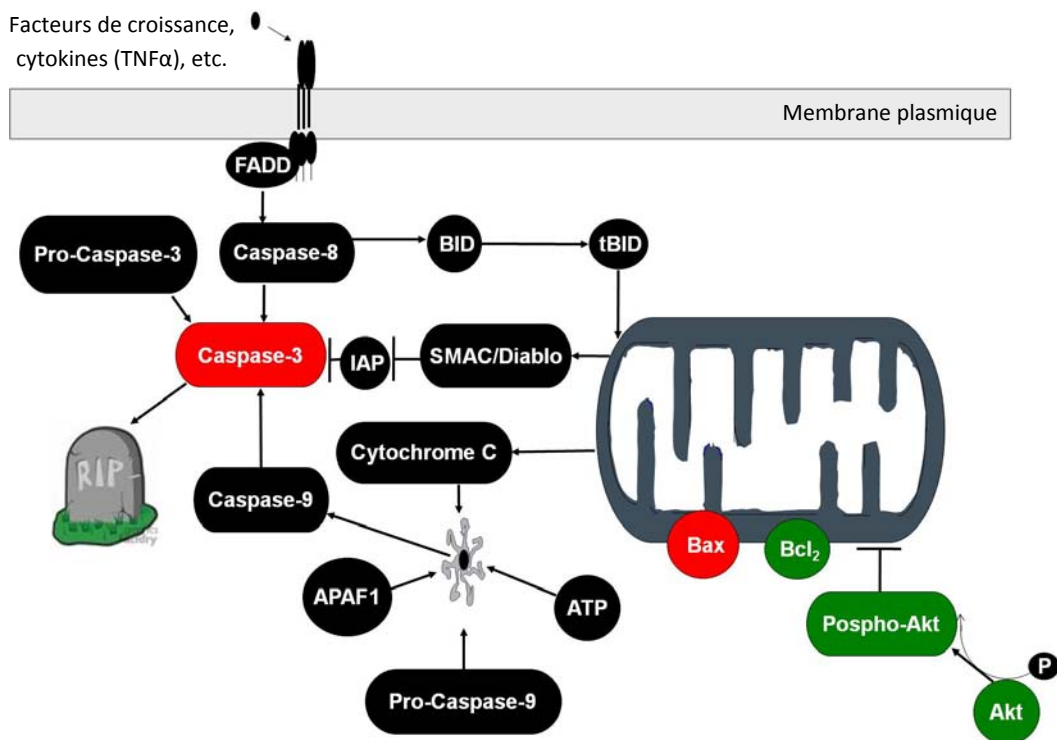 Facteurs de croissance,
cytokines (TNFα), etc.
Membrane plasmique
FADD
Pro-Caspase-3
Caspase-8
BID
tBID
Caspase-3
IAP
SMAC/Diablo
RIP
Cytochrome C
Caspase-9
Bax
Bcl₂
APAF1
ATP
Pospho-Akt
P
Pro-Caspase-9
Akt